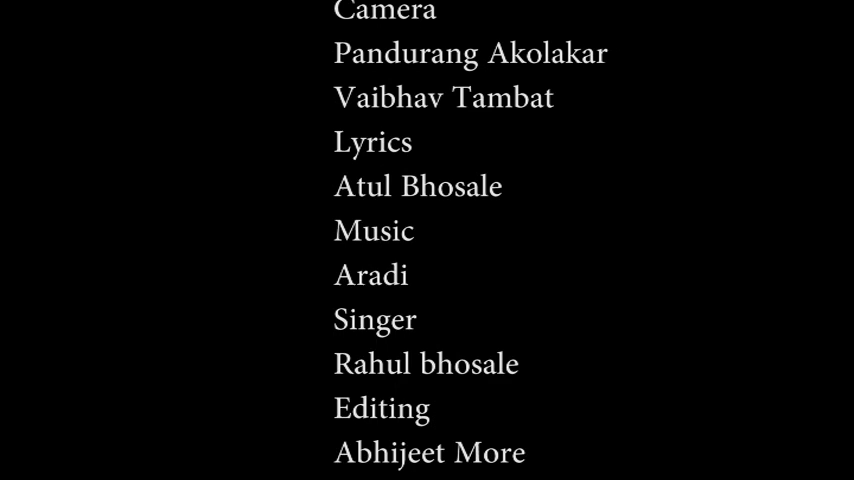 Camera
Pandurang Akolakar
Vaibhav Tambat
Lyrics
Atul Bhosale
Music
Aradi
Singer
Rahul bhosale
Editing
Abhijeet More